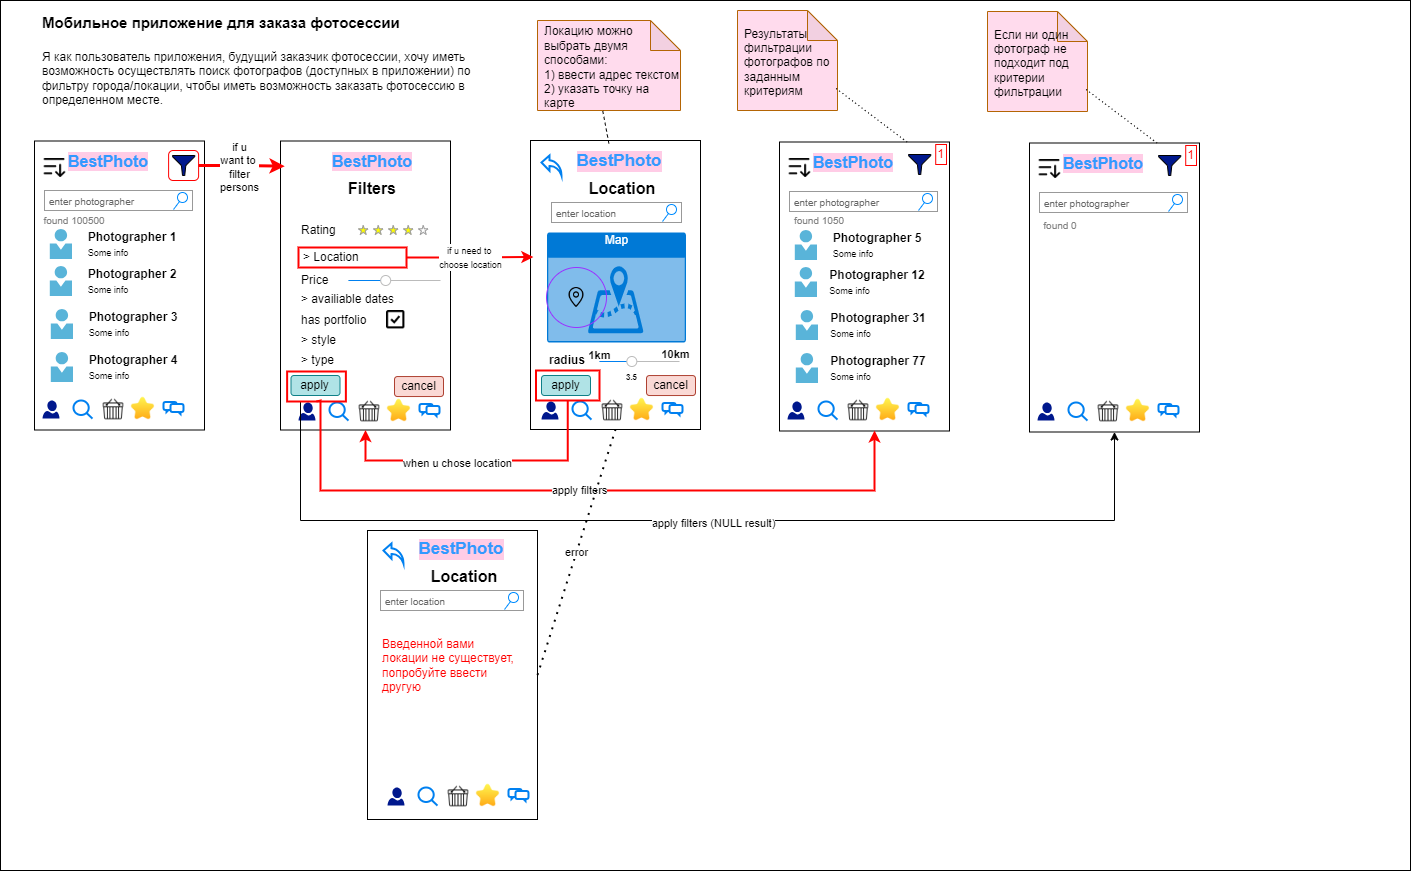 Мобильное приложение для заказа фотосессии
Я как пользователь приложения, будущий заказчик фотосессии, хочу иметь
возможность осуществлять поиск фотографов (доступных в приложении) по
фильтру города/локации, чтобы иметь возможность заказать фотосессию в
определенном месте.
Локацию можно
выбрать двумя
способами:
1) ввести адрес текстом
2) указать точку на
карте
Результаты
фильтрации
фотографов по
заданным
критериям
Если ни один
фотограф не
подходит под
критерии
фильтрации
BestPhoto
enter photographer
found 100500
Photographer 1
Some info
Photographer 2
Some info
Photographer 3
Some info
Photographer 4
Some info
if u
want to
filter
persons
BestPhoto
Filters
Rating
> Location
Price
> availiable dates
has portfolio
> style
> type
apply
cancel
if u need to
choose location
BestPhoto
Location
enter location
Map
radius
1km
10km
3.5
apply
cancel
BestPhoto
1
enter photographer
found 1050
Photographer 5
Some info
Photographer 12
Some info
Photographer 31
Some info
Photographer 77
Some info
BestPhoto
1
enter photographer
found 0
when u chose location
apply filters
apply filters (NULL result)
error
BestPhoto
Location
enter location
Введенной вами
локации не существует,
попробуйте ввести
другую